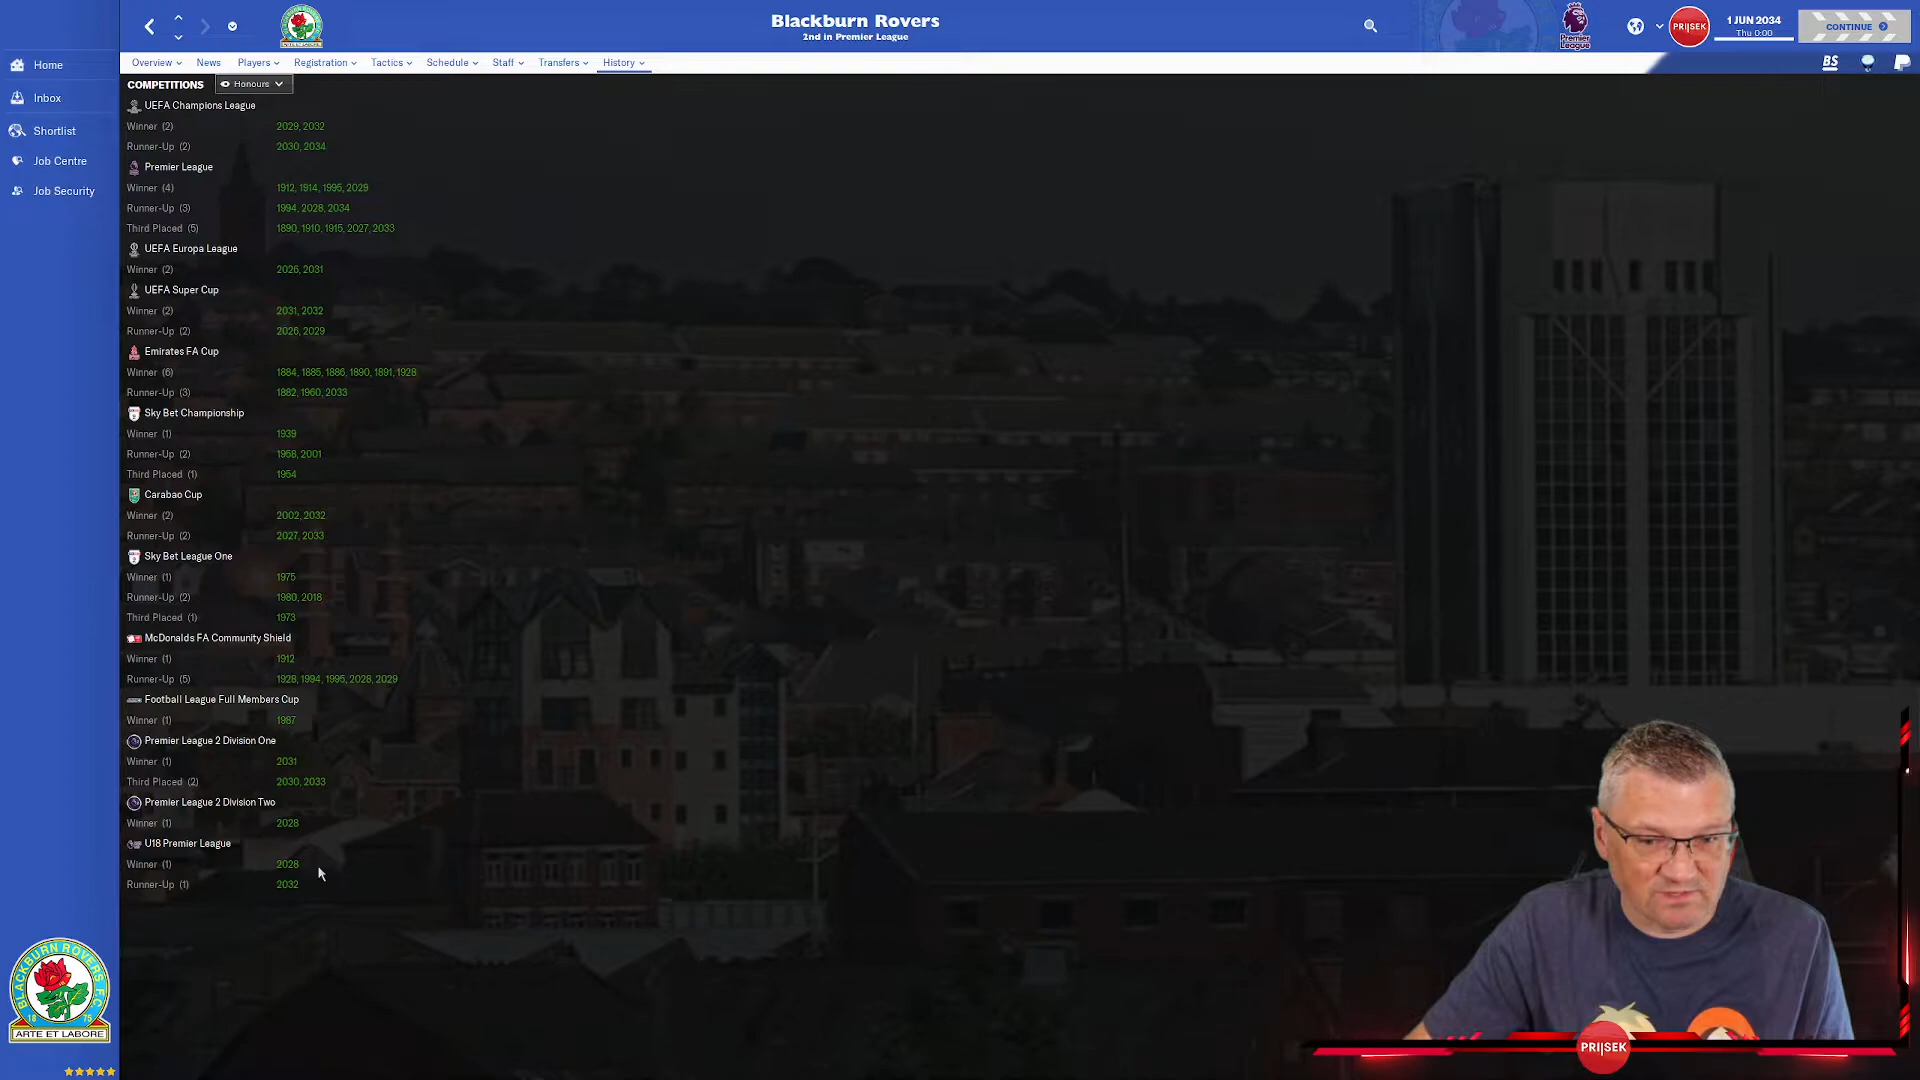 Blackburn Rovers
2nd in Premier League
PRIJSEK
1 JUN 2034
Thu 0:00
CONTINUE
Premier League
Overview
News
Players
Registration
Tactics
Schedule
Staff
Transfers
History
BS
Home
Inbox
Shortlist
Job Centre
Job Security
COMPETITIONS
Honours
UEFA Champions League
Winner (2) 2029, 2032
Runner-Up (2) 2030, 2034
Premier League
Winner (4) 1912, 1914, 1995, 2029
Runner-Up (3) 1994, 2028, 2034
Third Placed (5) 1890, 1910, 1915, 2027, 2033
UEFA Europa League
Winner (2) 2026, 2031
UEFA Super Cup
Winner (2) 2031, 2032
Runner-Up (2) 2026, 2029
Emirates FA Cup
Winner (6) 1884, 1885, 1886, 1890, 1891, 1928
Runner-Up (3) 1882, 1960, 2033
Sky Bet Championship
Winner (1) 1939
Runner-Up (2) 1958, 2001
Third Placed (1) 1954
Carabao Cup
Winner (2) 2002, 2032
Runner-Up (2) 2027, 2033
Sky Bet League One
Winner (1) 1975
Runner-Up (2) 1980, 2018
Third Placed (1) 1973
McDonalds FA Community Shield
Winner (1) 1912
Runner-Up (5) 1928, 1994, 1995, 2028, 2029
Football League Full Members Cup
Winner (1) 1987
Premier League 2 Division One
Winner (1) 2031
Third Placed (2) 2030, 2033
Premier League 2 Division Two
Winner (1) 2028
U18 Premier League
Winner (1) 2028
Runner-Up (1) 2032
BLACKBURN ROVERS F.C.
18 75
ARTE ET LABORE
PRIJSEK